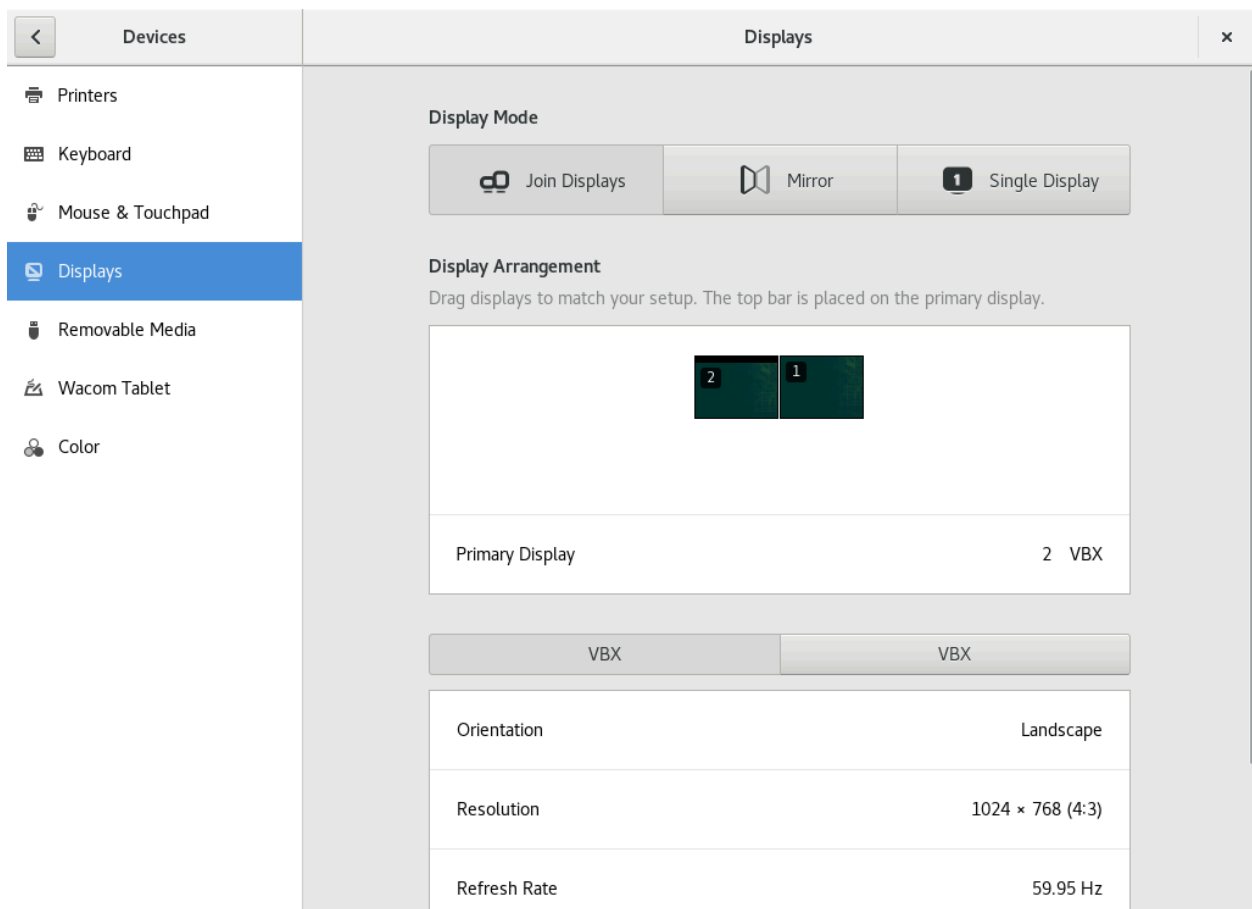 Devices
Displays
Printers
Keyboard
Mouse & Touchpad
Displays
Removable Media
Wacom Tablet
Color
Display Mode
Join Displays
Mirror
1
Single Display
Display Arrangement
Drag displays to match your setup. The top bar is placed on the primary display.
2
1
Primary Display 2 VBX
VBX
VBX
Orientation Landscape
Resolution 1024 × 768 (4:3)
Refresh Rate 59.95 Hz